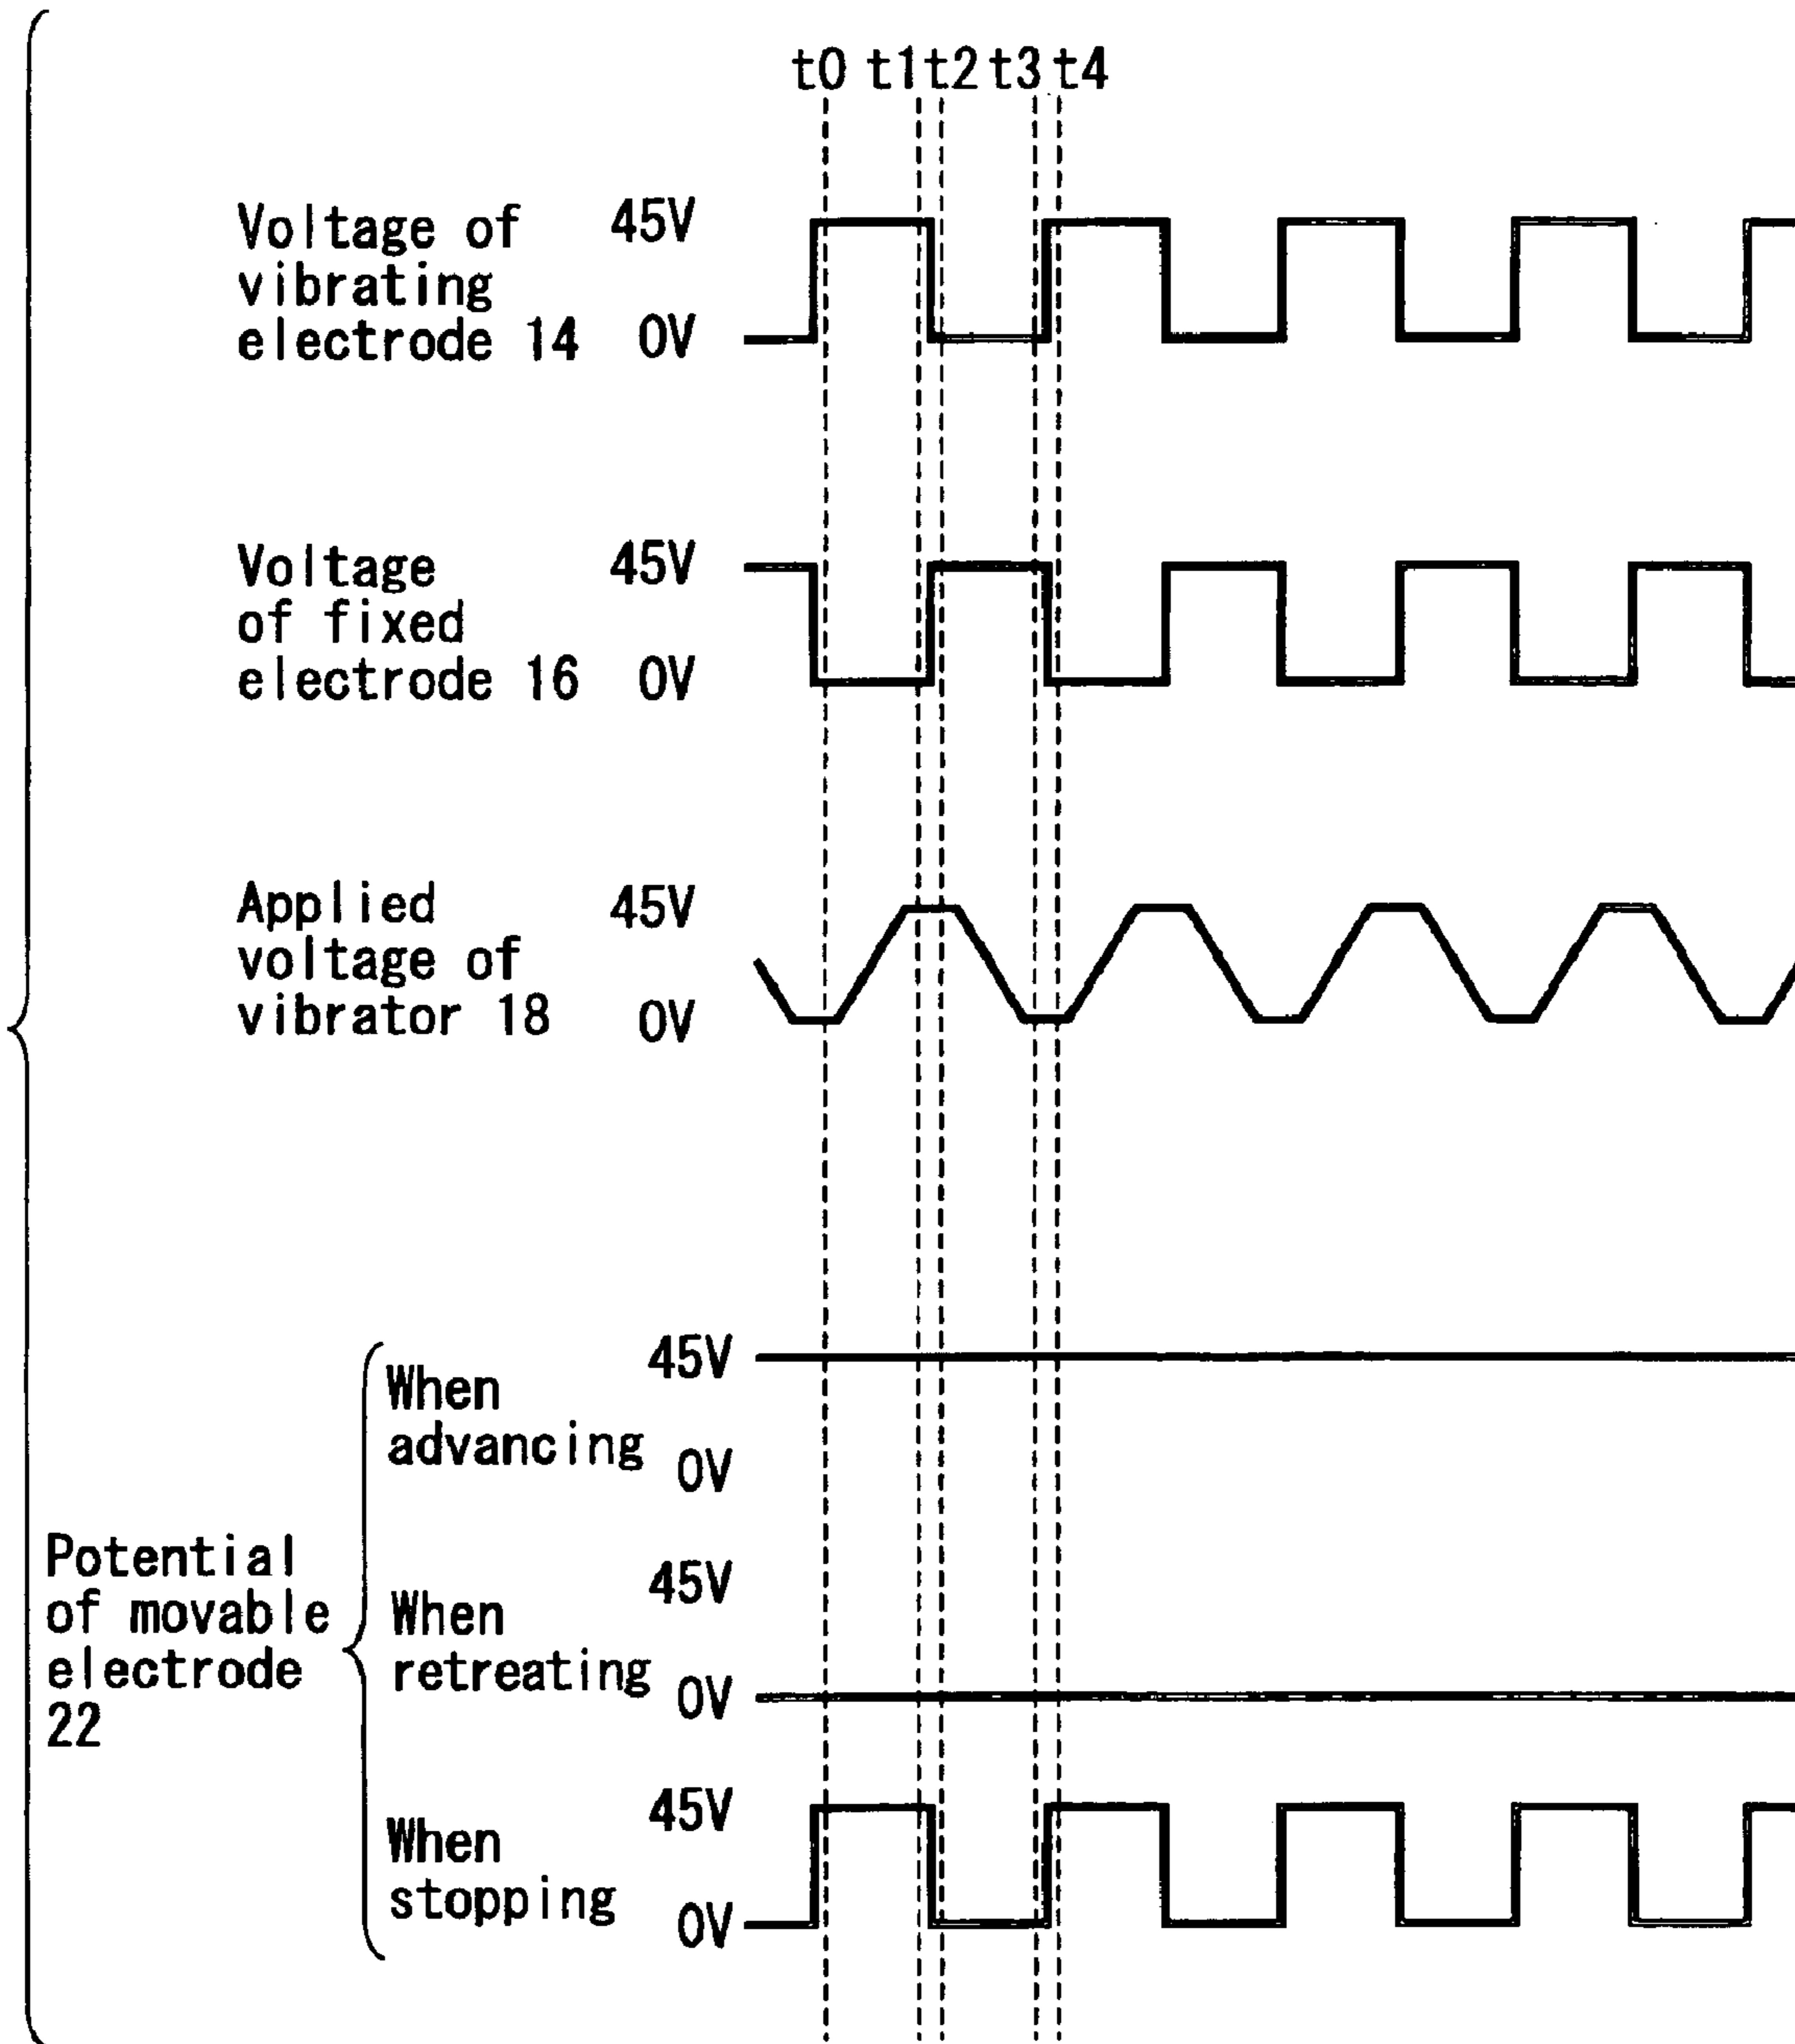 t0 t1 t2 t3 t4
Voltage of
vibrating
electrode 14
45V
0V
Voltage
of fixed
electrode 16
45V
0V
Applied
voltage of
vibrator 18
45V
0V
Potential
of movable
electrode
22
When
advancing
45V
0V
When
retreating
45V
0V
When
stopping
45V
0V